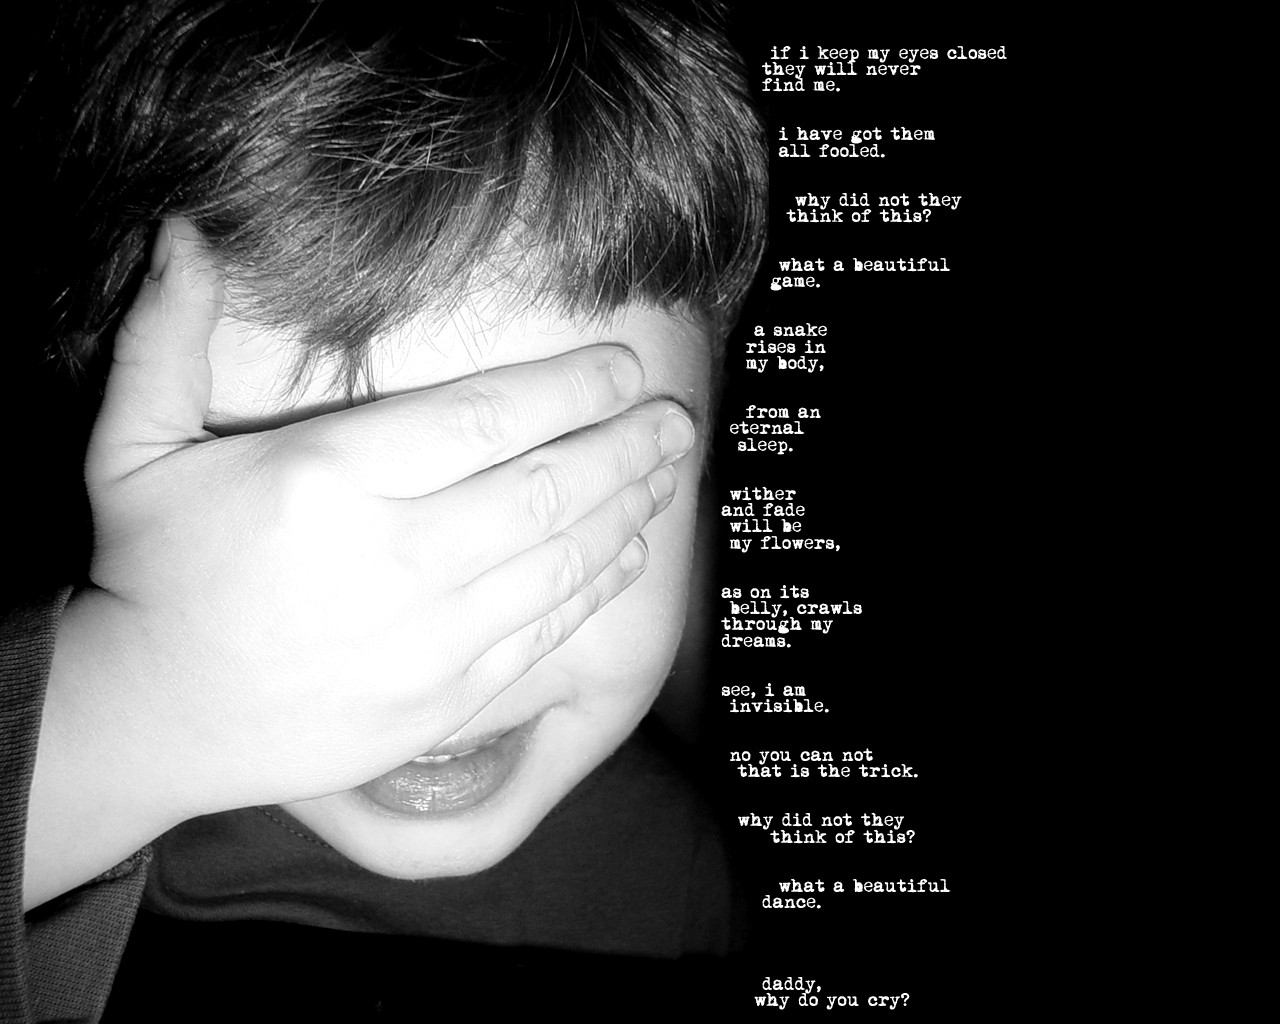 if i keep my eyes closed
they will never
find me.
i have got them
all fooled.
why did not they
think of this?
what a beautiful
game.
a snake
rises in
my body,
from an
eternal
sleep.
wither
and fade
will be
my flowers,
as on its
belly, crawls
through my
dreams.
see, i am
invisible.
no you can not
that is the trick.
why did not they
think of this?
what a beautiful
dance.
daddy,
why do you cry?